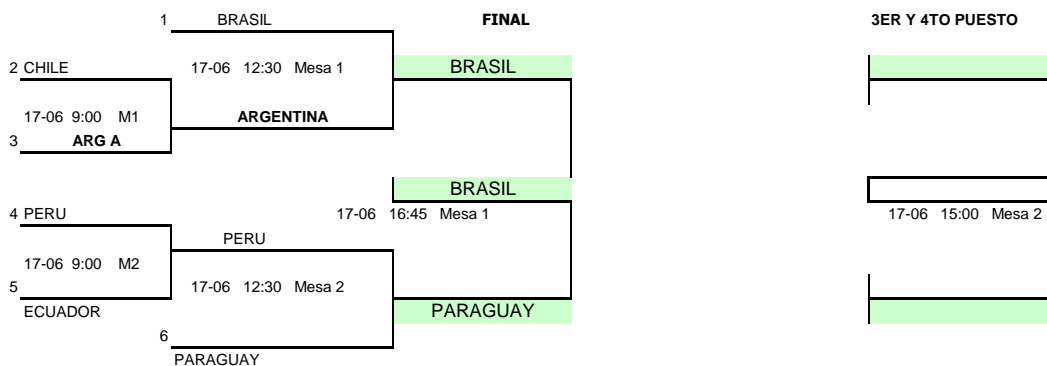 1 BRASIL FINAL 3ER Y 4TO PUESTO
2 CHILE 17-06 12:30 Mesa 1 BRASIL
17-06 9:00 M1 ARGENTINA
3 ARG A
BRASIL
4 PERU 17-06 16:45 Mesa 1 17-06 15:00 Mesa 2
PERU
17-06 9:00 M2
5 17-06 12:30 Mesa 2
ECUADOR PARAGUAY
6
PARAGUAY